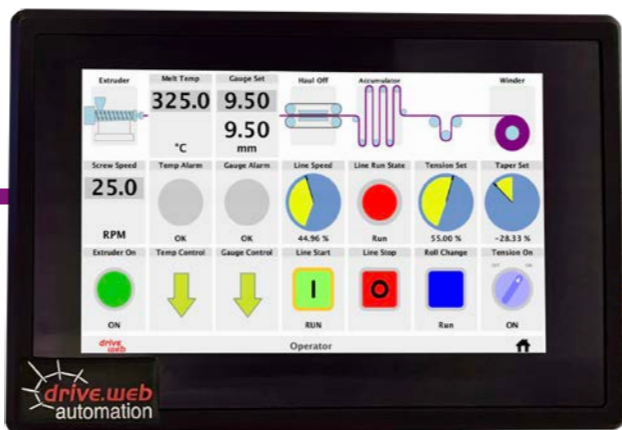 Extruder Melt Temp Gauge Set Haul Off Accumulator Winder
325.0 9.50
9.50
°C mm
Screw Speed Temp Alarm Gauge Alarm Line Speed Line Run State Tension Set Taper Set
25.0
RPM OK OK 44.96 % Run 55.00 % -28.33 %
Extruder On Temp Control Gauge Control Line Start Line Stop Roll Change Tension On
OFF ON
I O
ON RUN Run ON
drive.web Operator
drive.web
automation